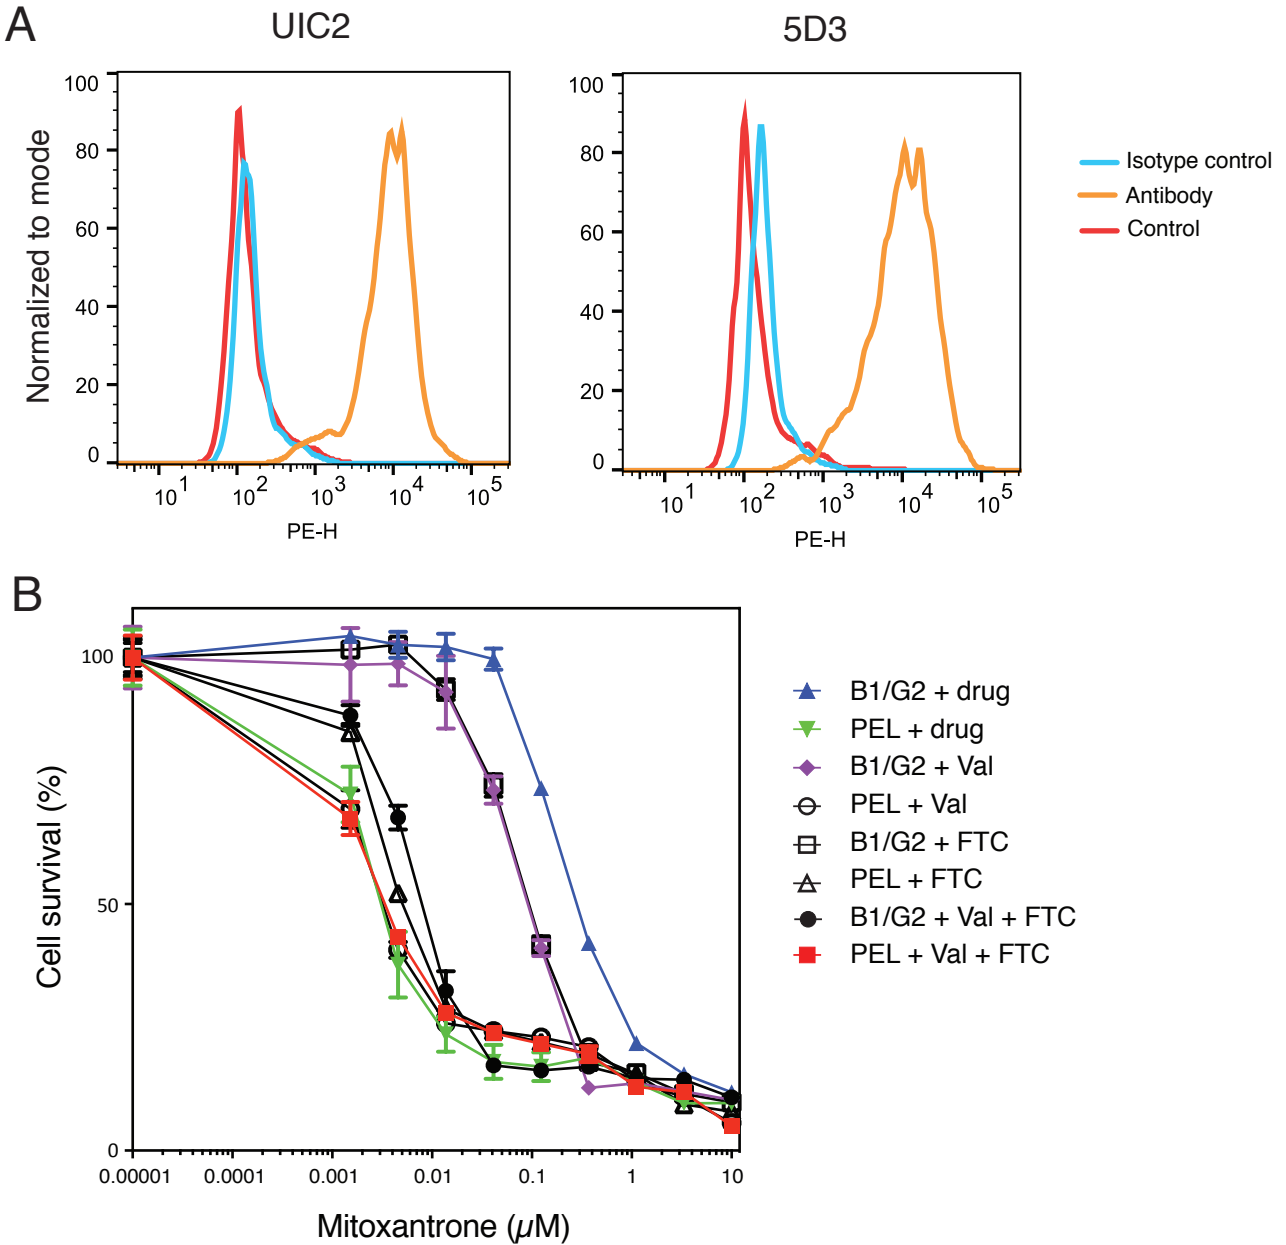 A
UIC2
5D3
Normalized to mode
100
80
60
40
20
0
10^1
10^2
10^3
10^4
10^5
PE-H
100
80
60
40
20
0
10^1
10^2
10^3
10^4
10^5
PE-H
Isotype control
Antibody
Control
B
Cell survival (%)
100
50
0
0.00001
0.0001
0.001
0.01
0.1
1
10
Mitoxantrone (µM)
B1/G2 + drug
PEL + drug
B1/G2 + Val
PEL + Val
B1/G2 + FTC
PEL + FTC
B1/G2 + Val + FTC
PEL + Val + FTC